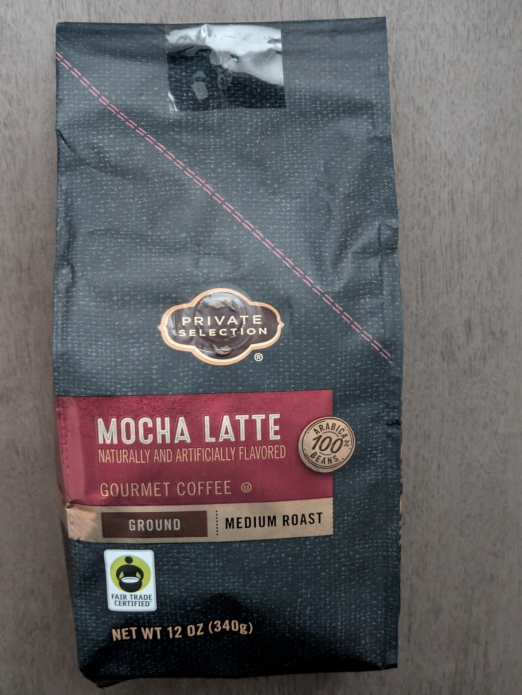 PRIVATE
SELECTION
®
MOCHA LATTE
NATURALLY AND ARTIFICIALLY FLAVORED
GOURMET COFFEE U
ARABICA
100%
BEANS
GROUND
MEDIUM ROAST
FAIR TRADE
CERTIFIED
NET WT 12 OZ (340g)